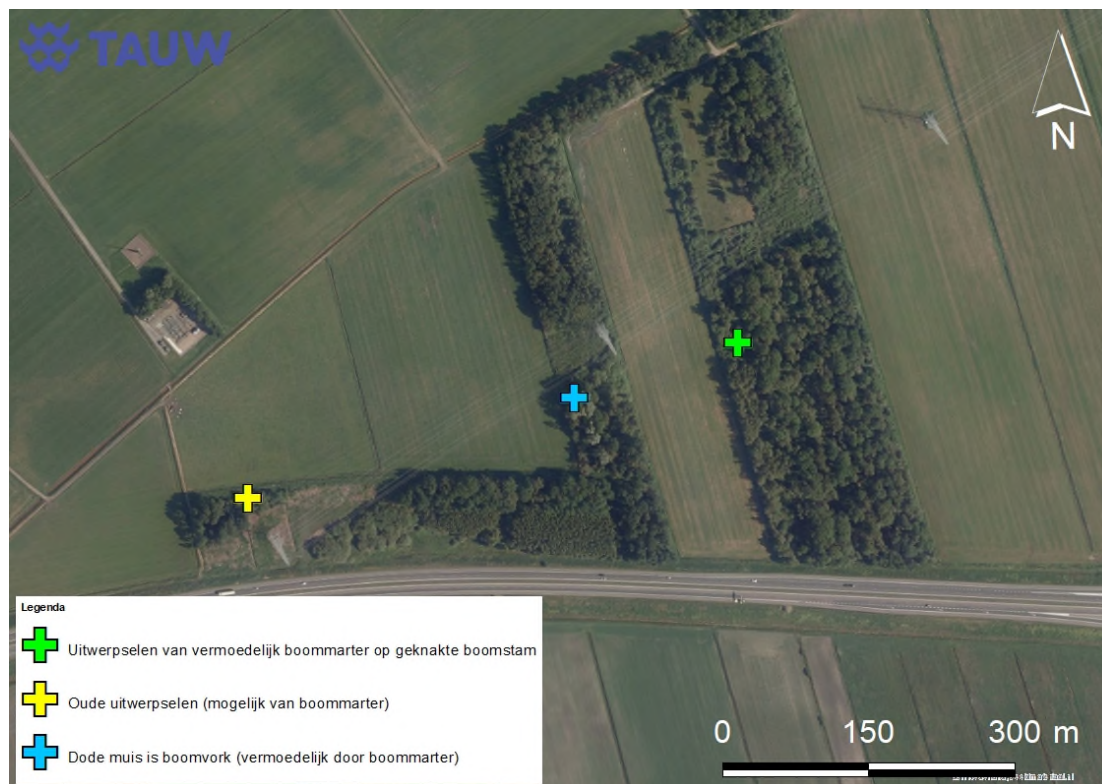 TAUW
N
Legenda
Uitwerpselen van vermoedelijk boommarter op geknakte boomstam
Oude uitwerpselen (mogelijk van boommarter)
Dode muis is boomvork (vermoedelijk door boommarter)
0 150 300 m